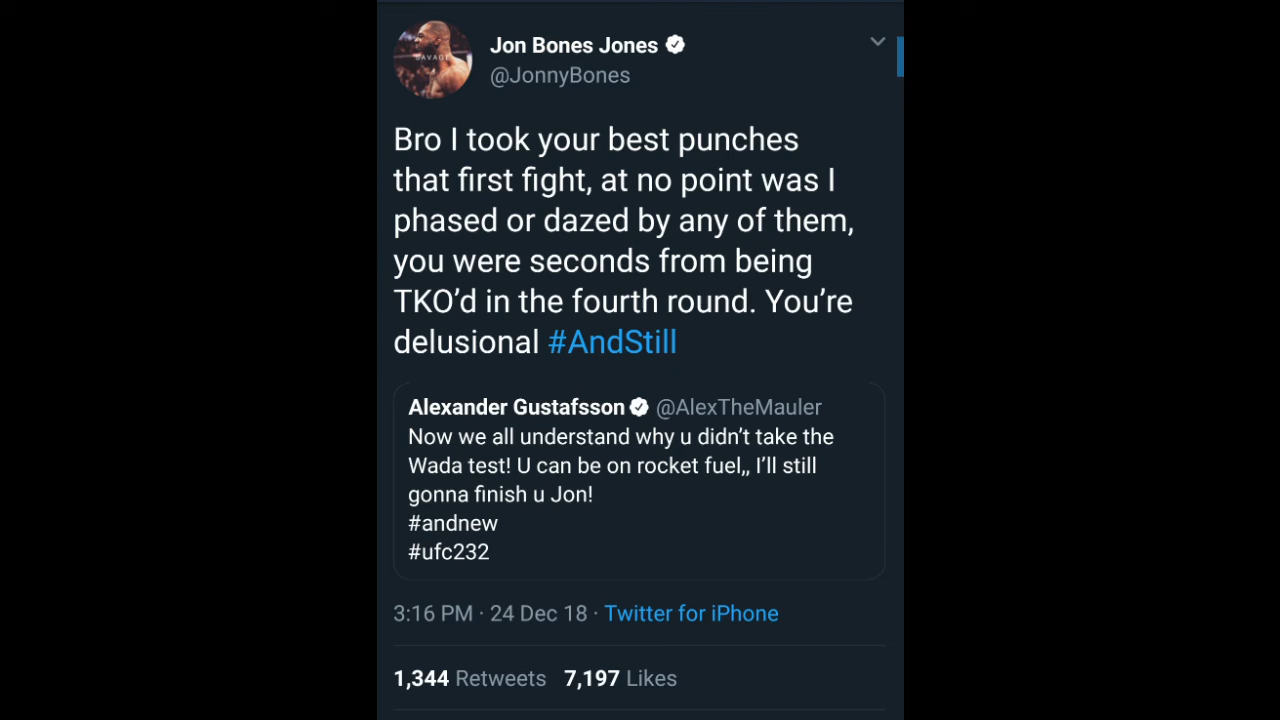 Jon Bones Jones
@JonnyBones
SAVAGE
Bro I took your best punches
that first fight, at no point was I
phased or dazed by any of them,
you were seconds from being
TKO’d in the fourth round. You’re
delusional #AndStill
Alexander Gustafsson @AlexTheMauler
Now we all understand why u didn’t take the
Wada test! U can be on rocket fuel,, I’ll still
gonna finish u Jon!
#andnew
#ufc232
3:16 PM · 24 Dec 18 · Twitter for iPhone
1,344 Retweets 7,197 Likes